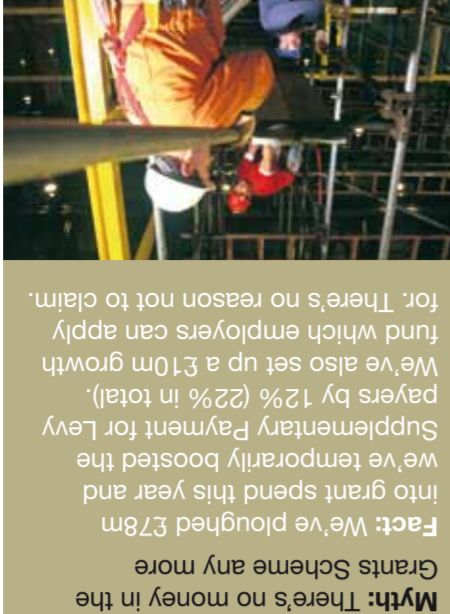 Myth: There's no money in the
Grants Scheme any more
Fact: We've ploughed £78m
into grant spend this year and
we've temporarily boosted the
Supplementary Payment for Levy
payers by 12% (22% in total).
We've also set up a £10m growth
fund which employers can apply
for. There's no reason not to claim.